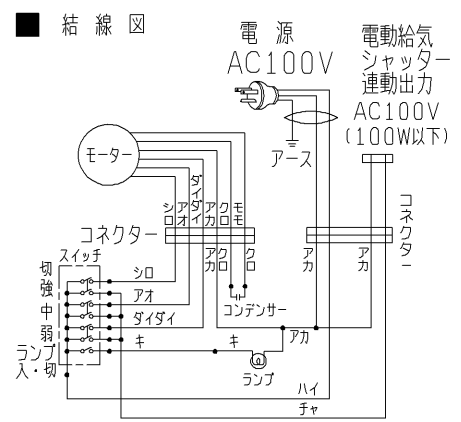 結線図
電源
AC100V
電動給気
シャッター
連動出力
AC100V
(100W以下)
アース
モーター
シロ
アオ
ダイダイ
アカ
クロ
モモ
コネクター
コネクター
アカ
クロ
クロ
アカ
アカ
スイッチ
切
強
中
弱
ランプ
入・切
シロ
アオ
ダイダイ
キ
コンデンサー
キ
アカ
ランプ
ハイ
チャ